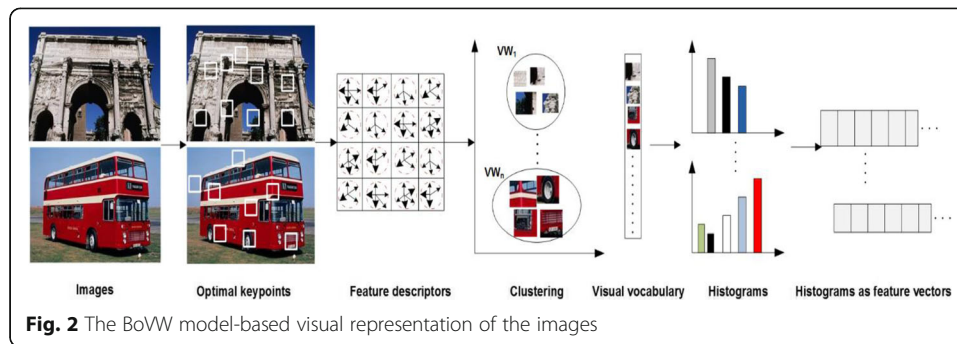 VW1
VWn
Images
Optimal keypoints
Feature descriptors
Clustering
Visual vocabulary
Histograms
Histograms as feature vectors
Fig. 2 The BoVW model-based visual representation of the images